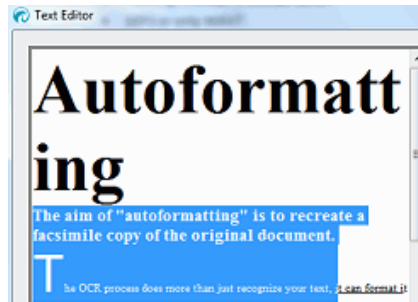 Text Editor
Autoformatt
ing
The aim of "autoformatting" is to recreate a
facsimile copy of the original document.
The OCR process does more than just recognize your text, it can format it